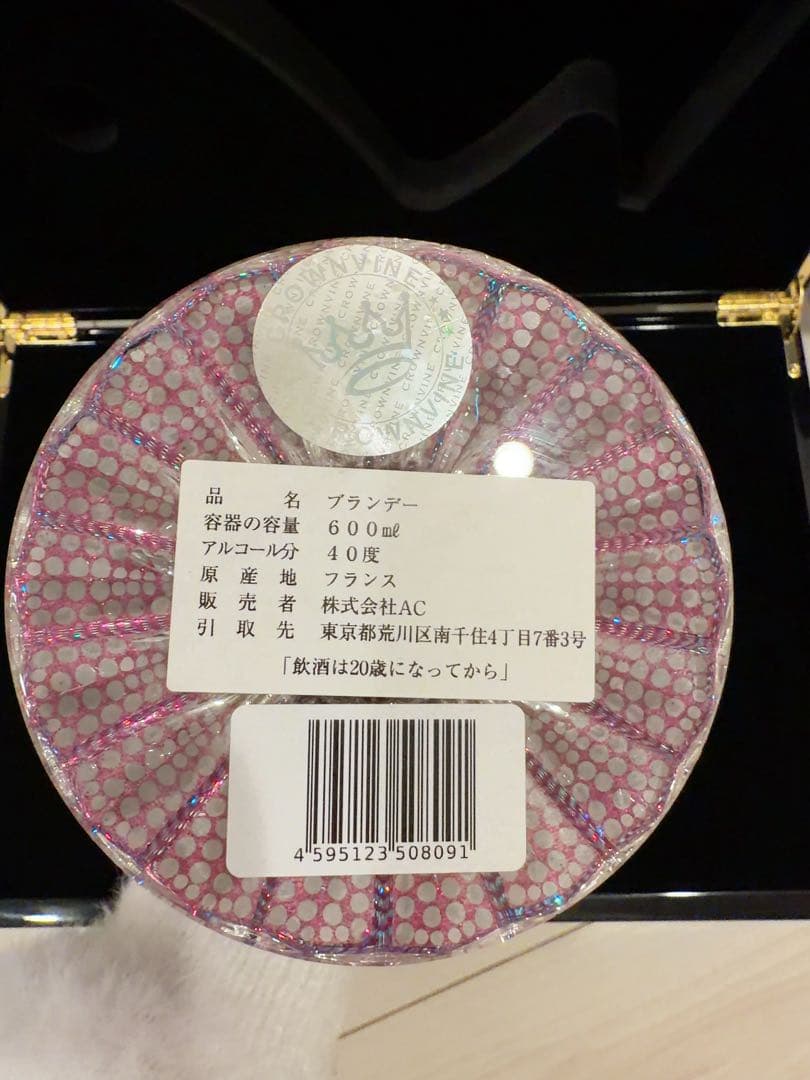 CROWNVINE
品名 ブランデー
容器の容量 600㎖
アルコール分 40度
原産地 フランス
販売者 株式会社AC
引取先 東京都荒川区南千住4丁目7番3号
「飲酒は20歳になってから」
4 595123 508091